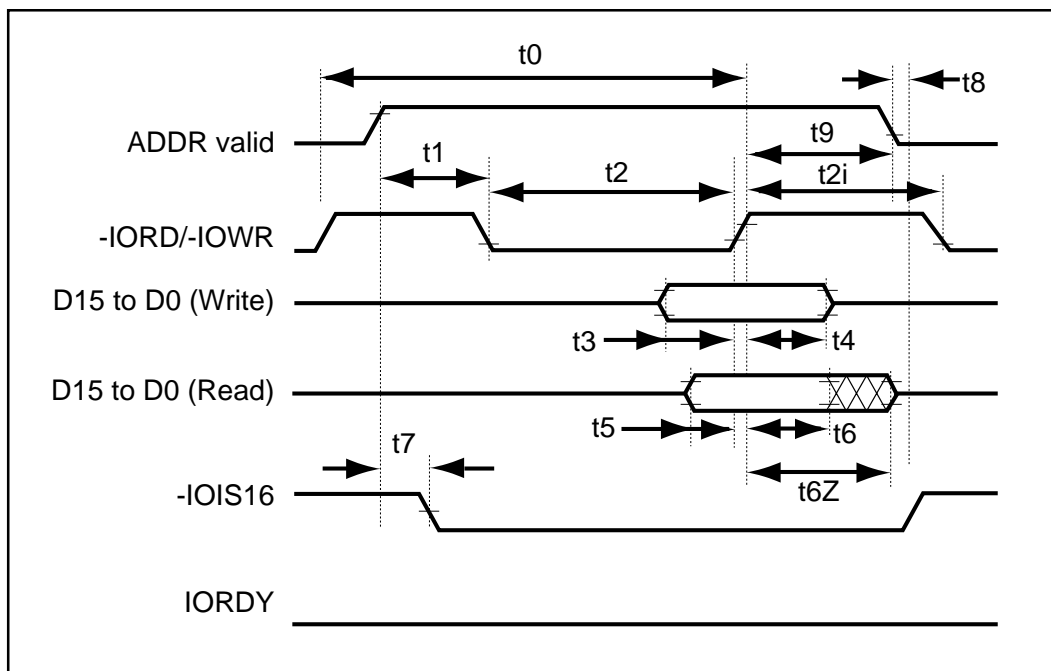 t0
t8
ADDR valid
t9
t1
t2
t2i
-IORD/-IOWR
D15 to D0 (Write)
t3
t4
D15 to D0 (Read)
t5
t6
t7
t6Z
-IOIS16
IORDY